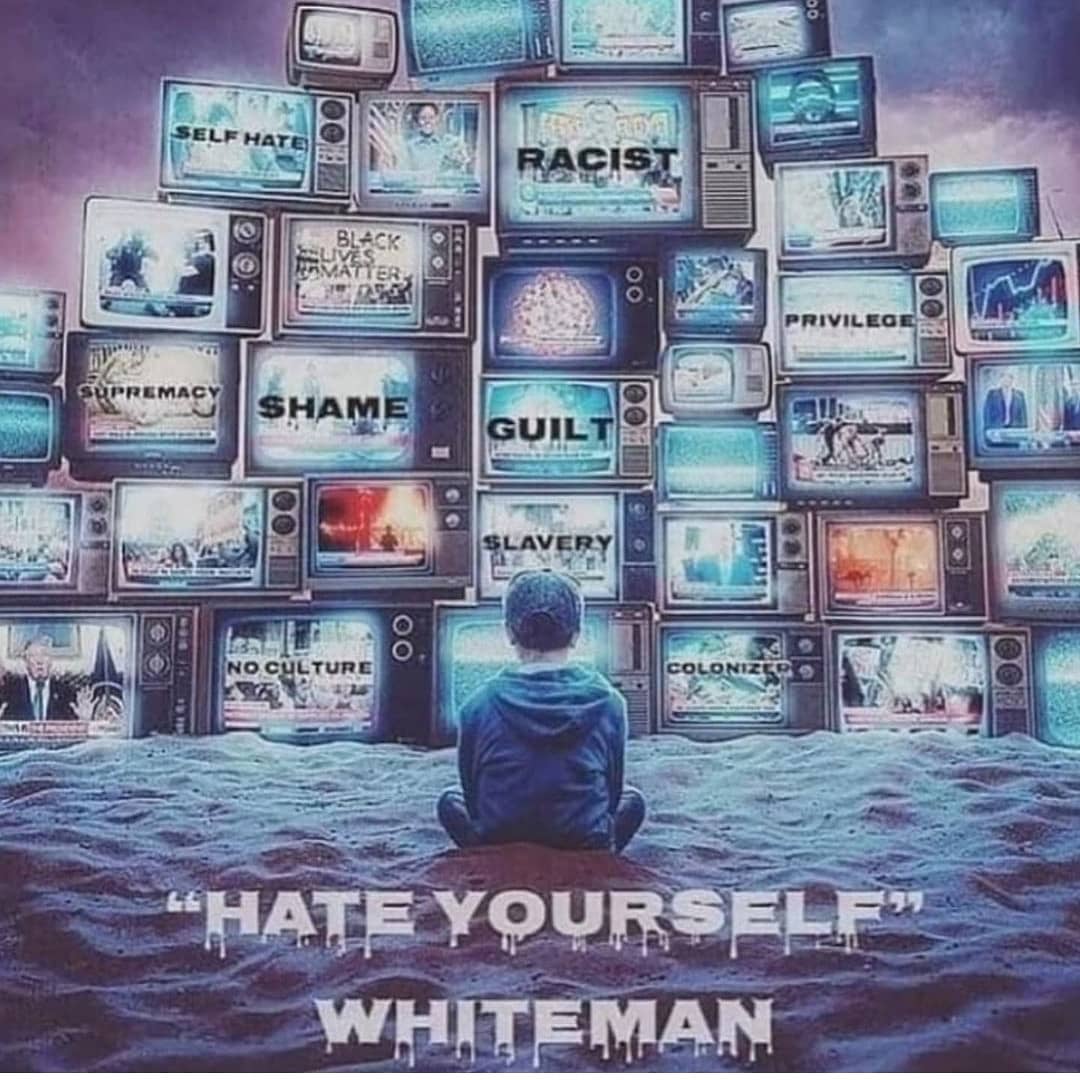 SELF HATE
RACIST
BLACK
LIVES
MATTER
PRIVILEGE
SUPREMACY
SHAME
GUILT
SLAVERY
NO CULTURE
COLONIZER
“HATE YOURSELF”
WHITEMAN